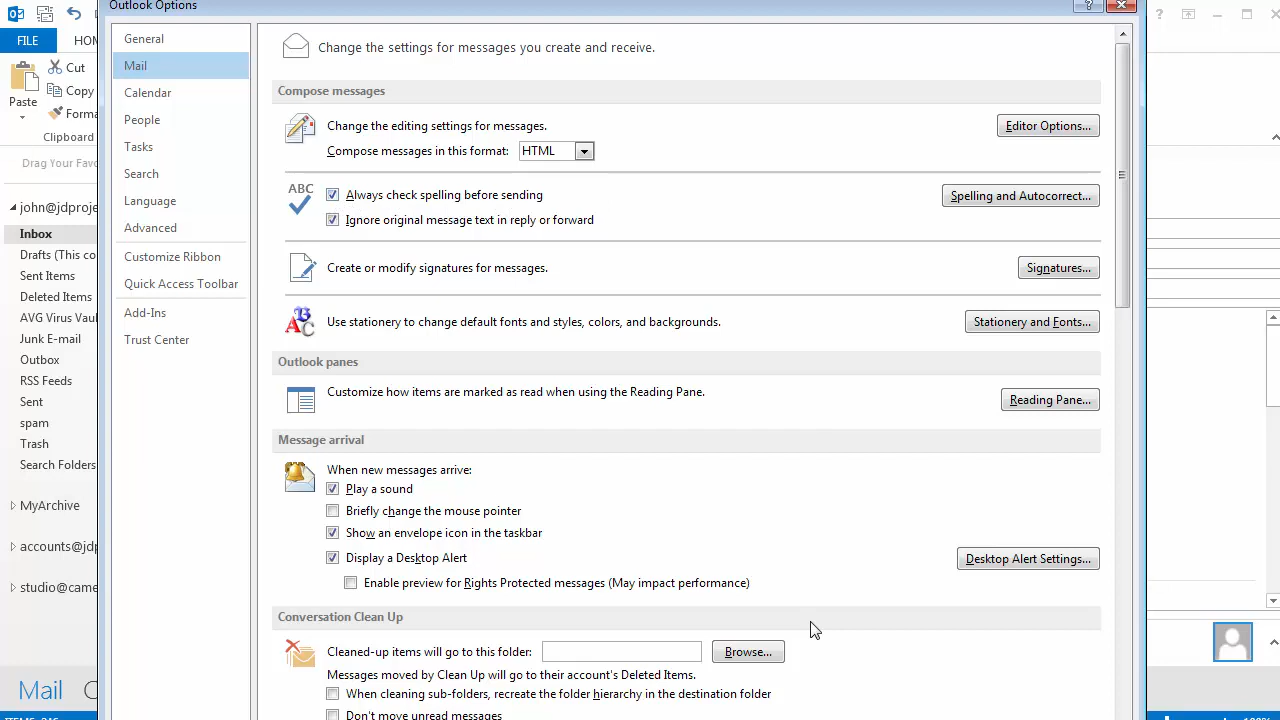 Outlook Options
?
FILE
HOM
Cut
Copy
Forma
Paste
Clipboard
Drag Your Favo
john@jdproje
Inbox
Drafts (This co
Sent Items
Deleted Items
AVG Virus Vaul
Junk E-mail
Outbox
RSS Feeds
Sent
spam
Trash
Search Folders
MyArchive
accounts@jdp
studio@came
Mail
General
Mail
Calendar
People
Tasks
Search
Language
Advanced
Customize Ribbon
Quick Access Toolbar
Add-Ins
Trust Center
Change the settings for messages you create and receive.
Compose messages
Change the editing settings for messages.
Editor Options...
Compose messages in this format: HTML
ABC
Always check spelling before sending
Spelling and Autocorrect...
Ignore original message text in reply or forward
Create or modify signatures for messages.
Signatures...
Use stationery to change default fonts and styles, colors, and backgrounds.
Stationery and Fonts...
Outlook panes
Customize how items are marked as read when using the Reading Pane.
Reading Pane...
Message arrival
When new messages arrive:
Play a sound
Briefly change the mouse pointer
Show an envelope icon in the taskbar
Display a Desktop Alert
Desktop Alert Settings...
Enable preview for Rights Protected messages (May impact performance)
Conversation Clean Up
Cleaned-up items will go to this folder:
Browse...
Messages moved by Clean Up will go to their account's Deleted Items.
When cleaning sub-folders, recreate the folder hierarchy in the destination folder
Don't move unread messages
?